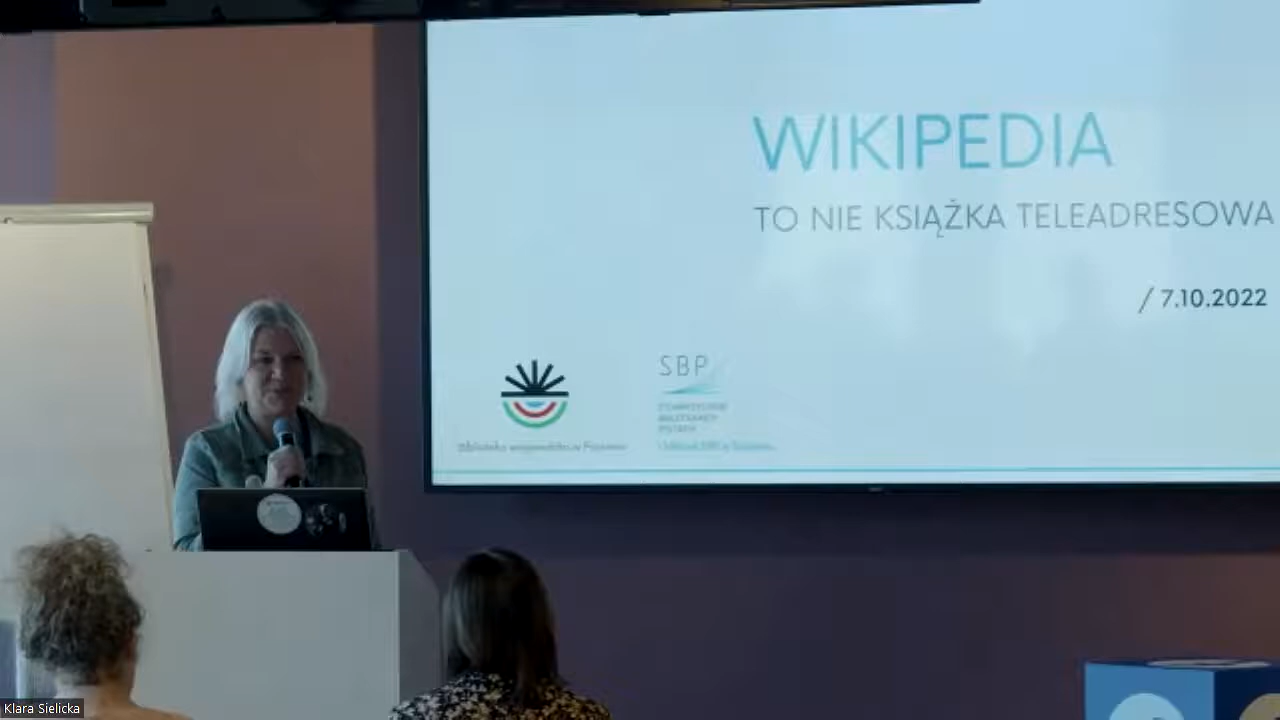 WIKIPEDIA
TO NIE KSIĄŻKA TELEADRESOWA
/ 7.10.2022
SBP
Klara Sielicka